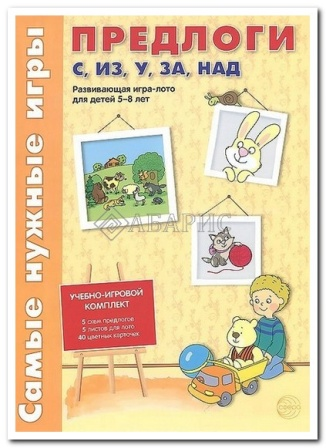 Самые нужные игры
ПРЕДЛОГИ
С, ИЗ, У, ЗА, НАД
Развивающая игра-лото
для детей 5–8 лет
АБАРИС
УЧЕБНО-ИГРОВОЙ
КОМПЛЕКТ
5 схем предлогов
5 листов для лото
40 цветных карточек
сфера